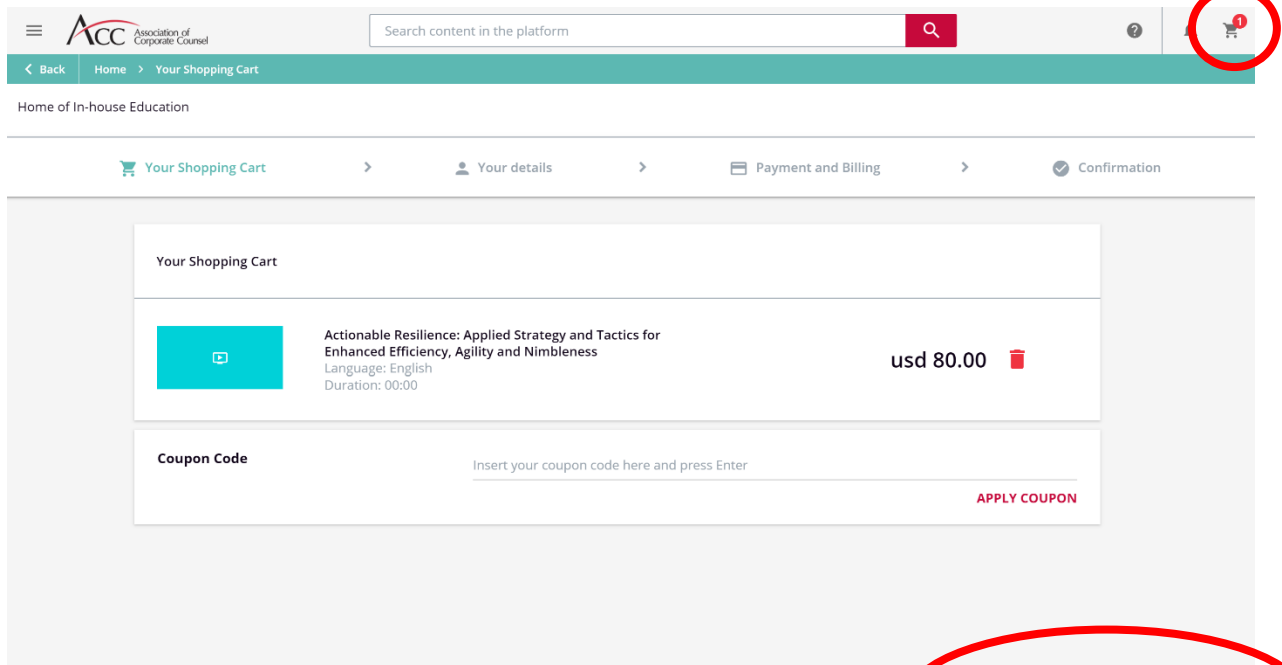 ACC Association of
Corporate Counsel
Search content in the platform
1
Back Home > Your Shopping Cart
Home of In-house Education
Your Shopping Cart > Your details > Payment and Billing > Confirmation
Your Shopping Cart
Actionable Resilience: Applied Strategy and Tactics for
Enhanced Efficiency, Agility and Nimbleness
Language: English
Duration: 00:00
usd 80.00
Coupon Code
Insert your coupon code here and press Enter
APPLY COUPON